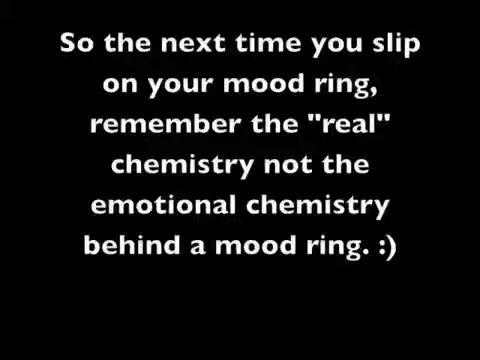 So the next time you slip
on your mood ring,
remember the "real"
chemistry not the
emotional chemistry
behind a mood ring. :)